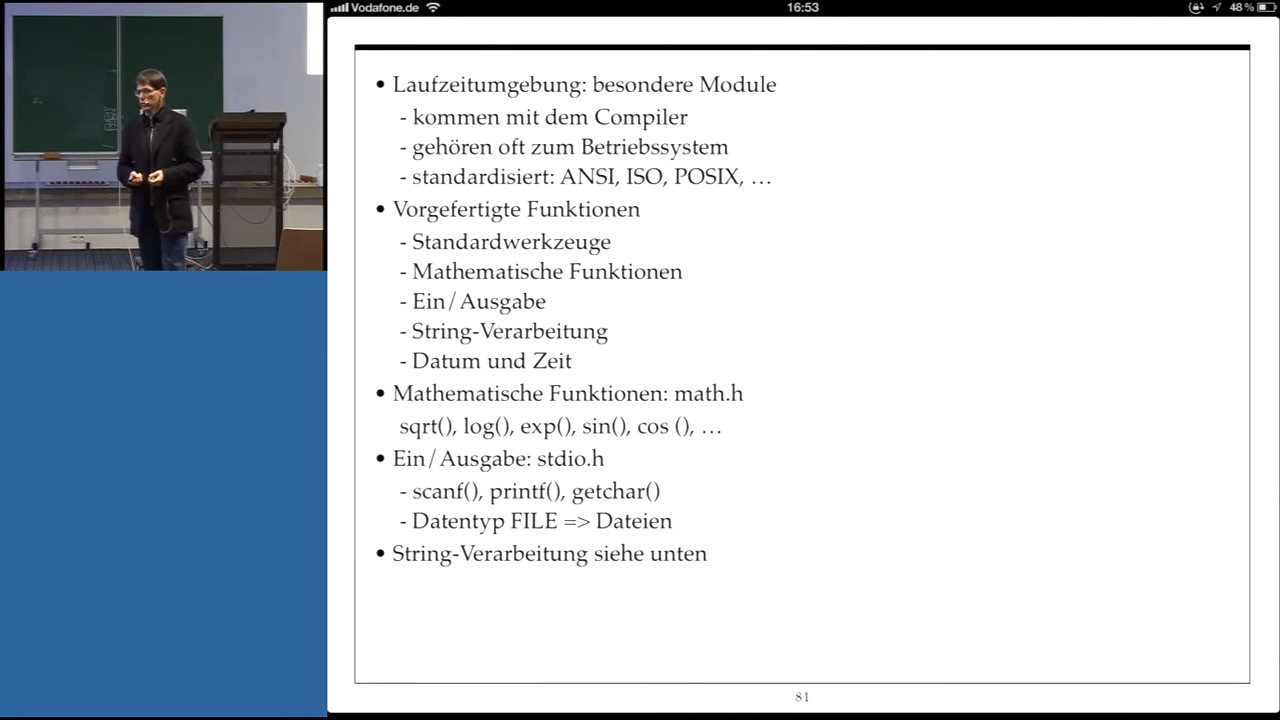 Vodafone.de 16:53 48 %
• Laufzeitumgebung: besondere Module
- kommen mit dem Compiler
- gehören oft zum Betriebssystem
- standardisiert: ANSI, ISO, POSIX, …
• Vorgefertigte Funktionen
- Standardwerkzeuge
- Mathematische Funktionen
- Ein/Ausgabe
- String-Verarbeitung
- Datum und Zeit
• Mathematische Funktionen: math.h
sqrt(), log(), exp(), sin(), cos (), …
• Ein/Ausgabe: stdio.h
- scanf(), printf(), getchar()
- Datentyp FILE => Dateien
• String-Verarbeitung siehe unten
81